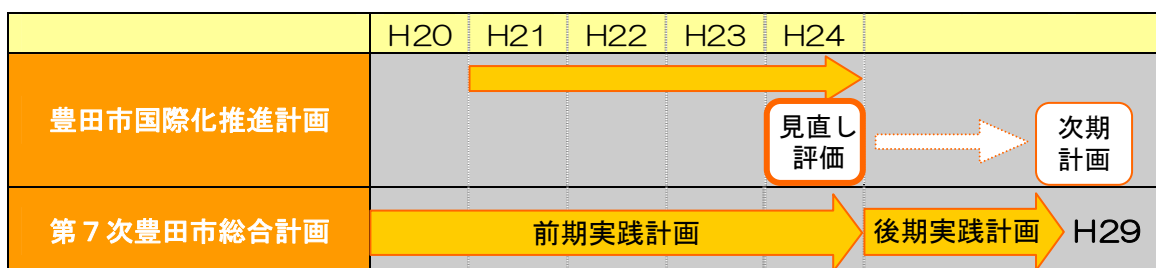 H20 H21 H22 H23 H24
豊田市国際化推進計画
見直し
評価
次期
計画
第7次豊田市総合計画
前期実践計画
後期実践計画
H29